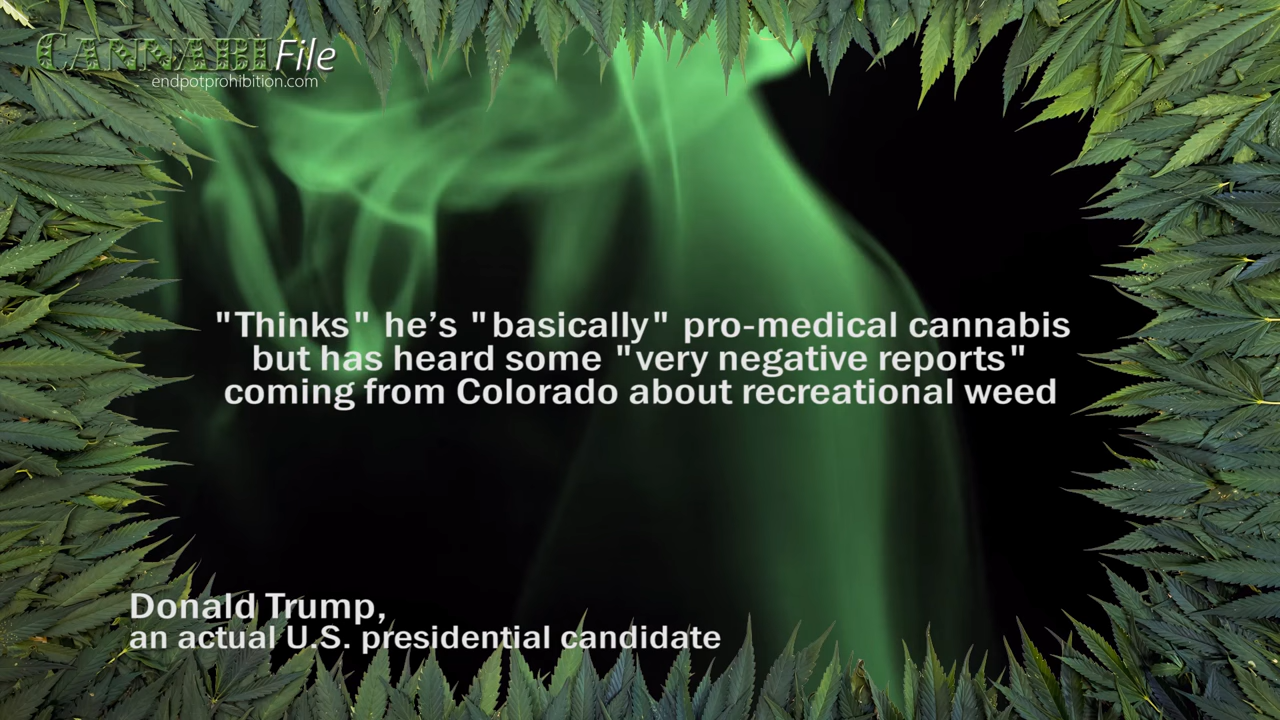 CANNABIFile
endpotprohibition.com
"Thinks" he’s "basically" pro-medical cannabis
but has heard some "very negative reports"
coming from Colorado about recreational weed
Donald Trump,
an actual U.S. presidential candidate